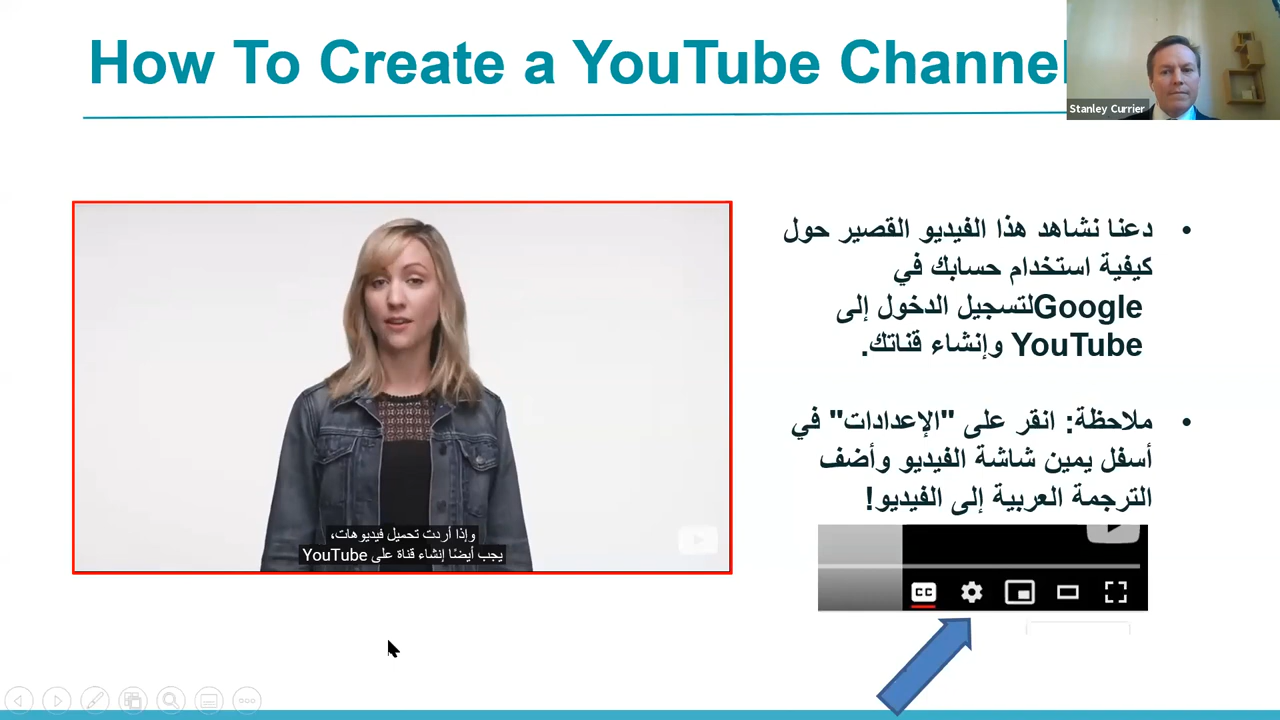 How To Create a YouTube Channel
Stanley Currier
دعنا نشاهد هذا الفيديو القصير حول
كيفية استخدام حسابك في
Googleلتسجيل الدخول إلى
YouTube وإنشاء قناتك.
ملاحظة: انقر على "الإعدادات" في
أسفل يمين شاشة الفيديو وأضف
الترجمة العربية إلى الفيديو!
وإذا أردت تحميل فيديوهات،
يجب أيضًا إنشاء قناة على YouTube
CC